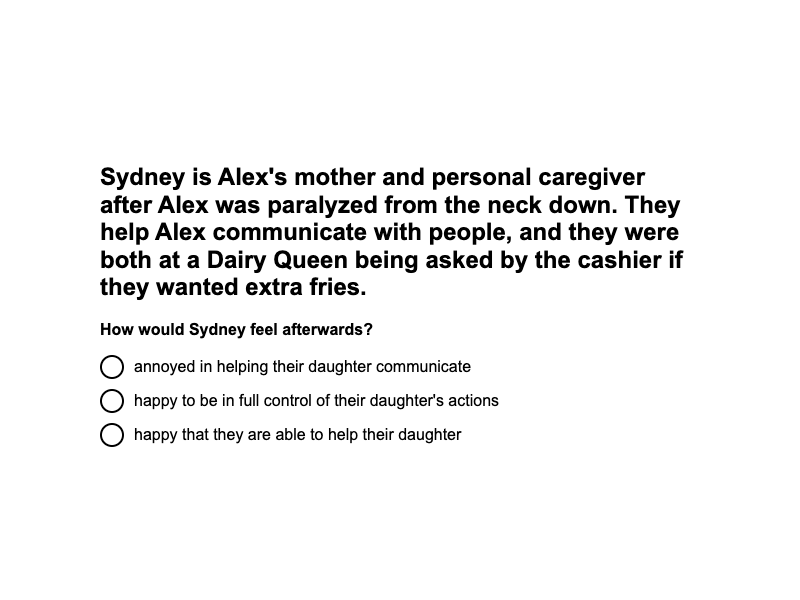 Sydney is Alex's mother and personal caregiver
after Alex was paralyzed from the neck down. They
help Alex communicate with people, and they were
both at a Dairy Queen being asked by the cashier if
they wanted extra fries.
How would Sydney feel afterwards?
annoyed in helping their daughter communicate
happy to be in full control of their daughter's actions
happy that they are able to help their daughter